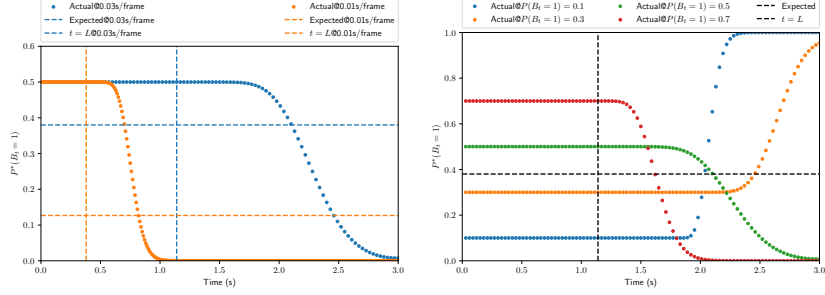 Actual@0.03s/frame
Expected@0.03s/frame
t = L@0.03s/frame
Actual@0.01s/frame
Expected@0.01s/frame
t = L@0.01s/frame
0.6
0.5
0.4
0.3
0.2
0.1
0.0
P*(B_t = 1)
0.0 0.5 1.0 1.5 2.0 2.5 3.0
Time (s)
Actual@P(B_t = 1) = 0.1
Actual@P(B_t = 1) = 0.3
Actual@P(B_t = 1) = 0.5
Actual@P(B_t = 1) = 0.7
Expected
t = L
1.0
0.8
0.6
0.4
0.2
0.0
P*(B_t = 1)
0.0 0.5 1.0 1.5 2.0 2.5 3.0
Time (s)